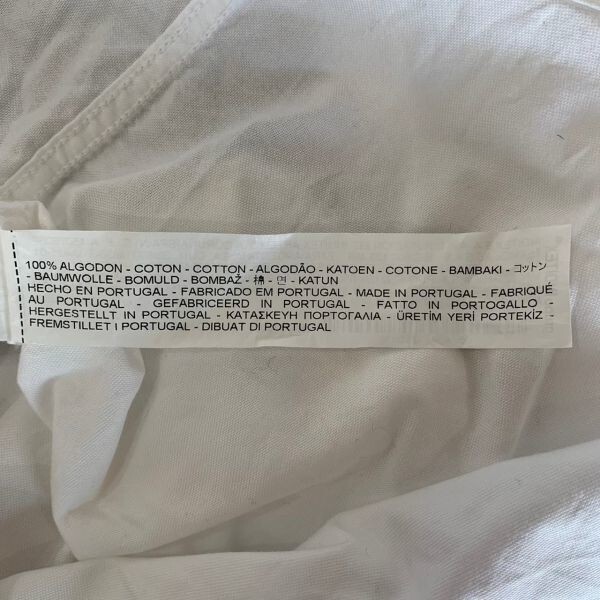 100% ALGODON - COTON - COTTON - ALGODÃO - KATOEN - COTONE - BAMBAKI - コットン
- BAUMWOLLE - BOMULD - BOMBAŽ - 棉 - 면 - KATUN
HECHO EN PORTUGAL - FABRICADO EM PORTUGAL - MADE IN PORTUGAL - FABRIQUÉ
AU PORTUGAL - GEFABRICEERD IN PORTUGAL - FATTO IN PORTOGALLO -
HERGESTELLT IN PORTUGAL - ΚΑΤΑΣΚΕΥΗ ΠΟΡΤΟΓΑΛΙΑ - ÜRETİM YERİ PORTEKİZ -
FREMSTILLET I PORTUGAL - DIBUAT DI PORTUGAL